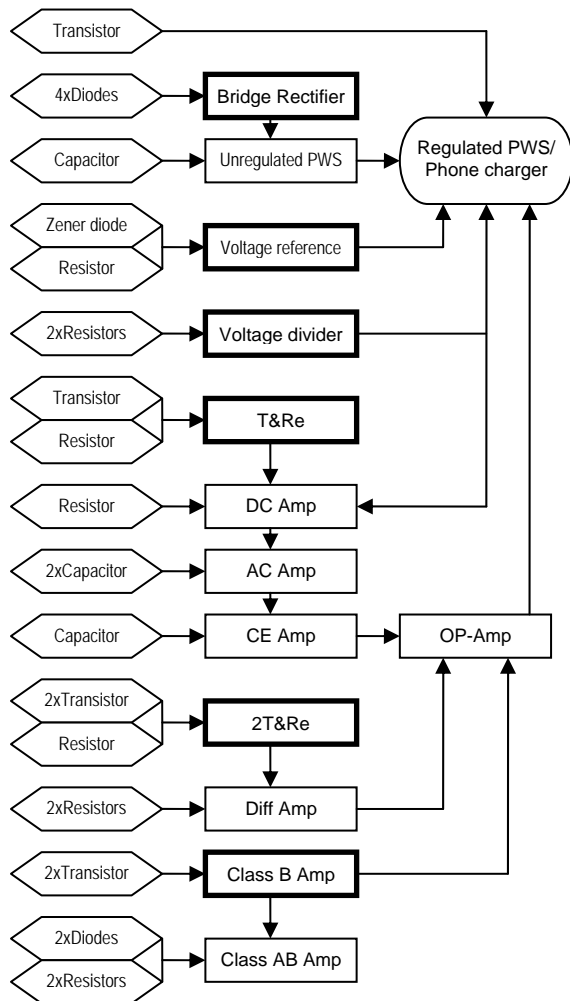 Transistor
4xDiodes
Bridge Rectifier
Regulated PWS/
Phone charger
Capacitor
Unregulated PWS
Zener diode
Resistor
Voltage reference
2xResistors
Voltage divider
Transistor
Resistor
T&Re
Resistor
DC Amp
2xCapacitor
AC Amp
Capacitor
CE Amp
OP-Amp
2xTransistor
Resistor
2T&Re
2xResistors
Diff Amp
2xTransistor
Class B Amp
2xDiodes
2xResistors
Class AB Amp